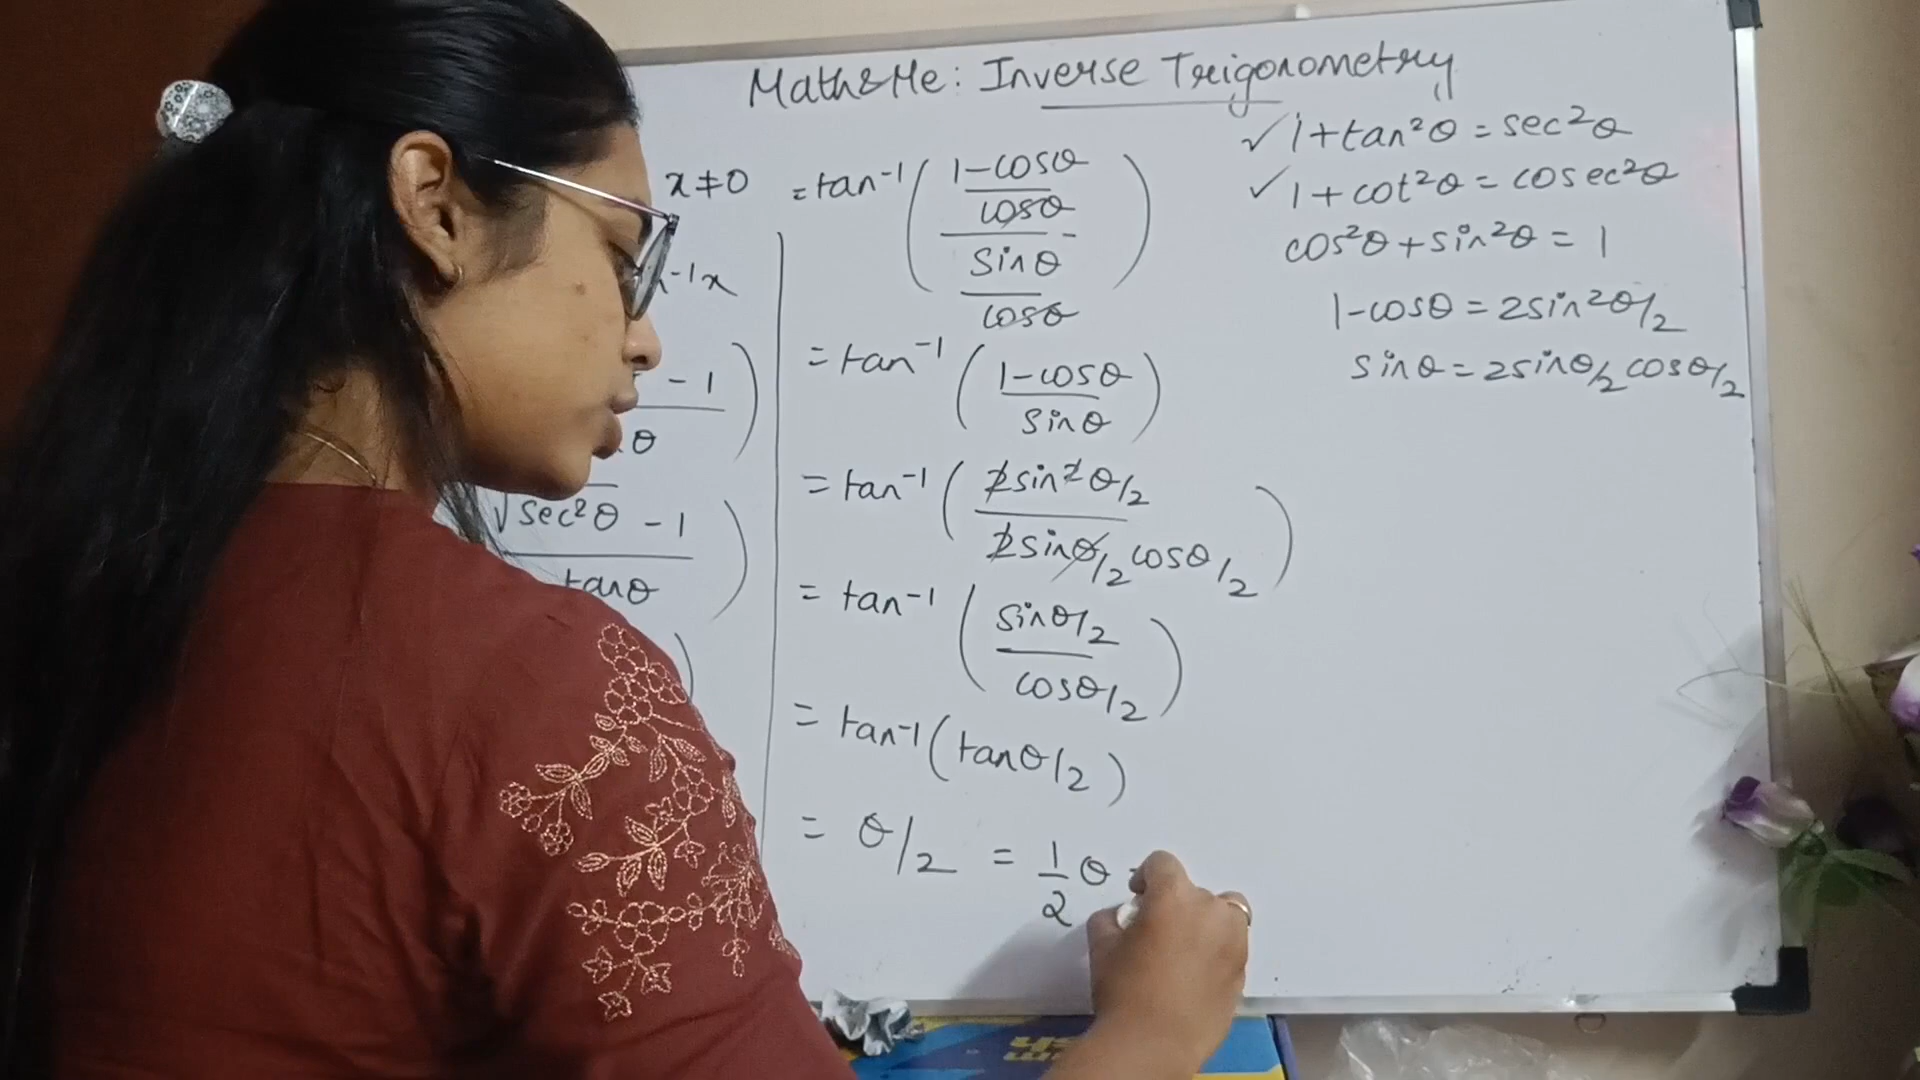 Math&Me: Inverse Trigonometry
x≠0
⁻¹x
- 1
θ
√sec²θ - 1
tanθ
= tan⁻¹ (
1-cosθ
cosθ
sinθ
cosθ
)
= tan⁻¹ (
1-cosθ
sinθ
)
= tan⁻¹ (
2sin²θ/2
2sinθ/2 cosθ/2
)
= tan⁻¹ (
sinθ/2
cosθ/2
)
= tan⁻¹ (tanθ/2)
= θ/2 = 1/2 θ
✓ 1+tan²θ = sec²θ
✓ 1+cot²θ = cosec²θ
cos²θ+sin²θ = 1
1-cosθ = 2sin²θ/2
sinθ = 2sinθ/2 cosθ/2